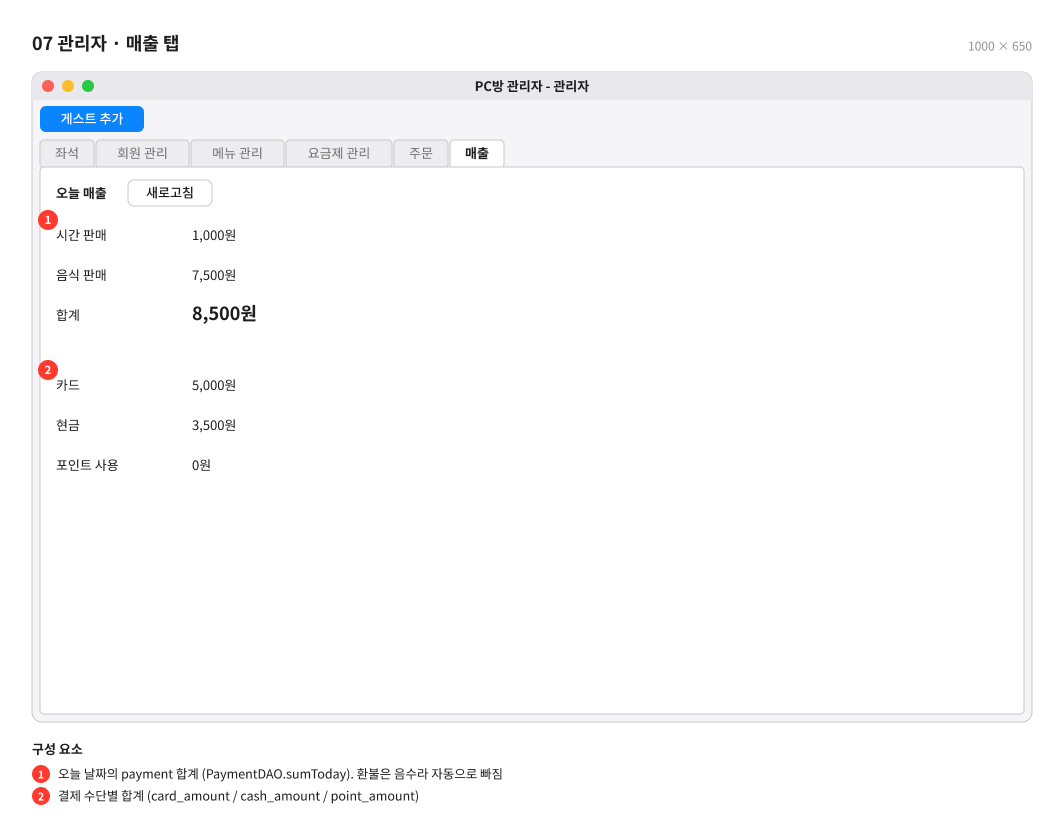 07 관리자 · 매출 탭
1000 × 650
PC방 관리자 - 관리자
게스트 추가
좌석 회원 관리 메뉴 관리 요금제 관리 주문 매출
오늘 매출 새로고침
1
시간 판매 1,000원
음식 판매 7,500원
합계 8,500원
2
카드 5,000원
현금 3,500원
포인트 사용 0원
구성 요소
1 오늘 날짜의 payment 합계 (PaymentDAO.sumToday). 환불은 음수라 자동으로 빠짐
2 결제 수단별 합계 (card_amount / cash_amount / point_amount)